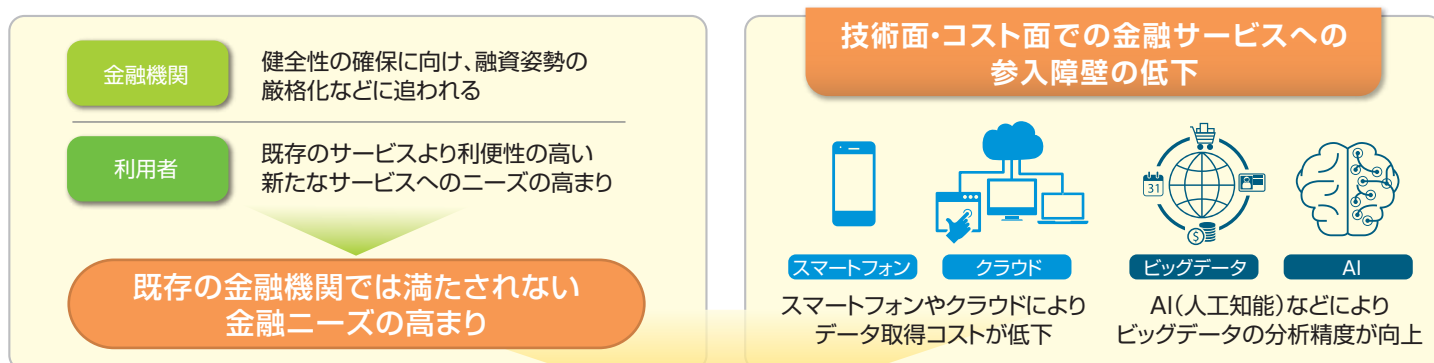 金融機関
健全性の確保に向け、融資姿勢の
厳格化などに追われる
利用者
既存のサービスより利便性の高い
新たなサービスへのニーズの高まり
既存の金融機関では満たされない
金融ニーズの高まり
技術面・コスト面での金融サービスへの
参入障壁の低下
31
$
スマートフォン
クラウド
ビッグデータ
AI
スマートフォンやクラウドにより
データ取得コストが低下
AI(人工知能)などにより
ビッグデータの分析精度が向上